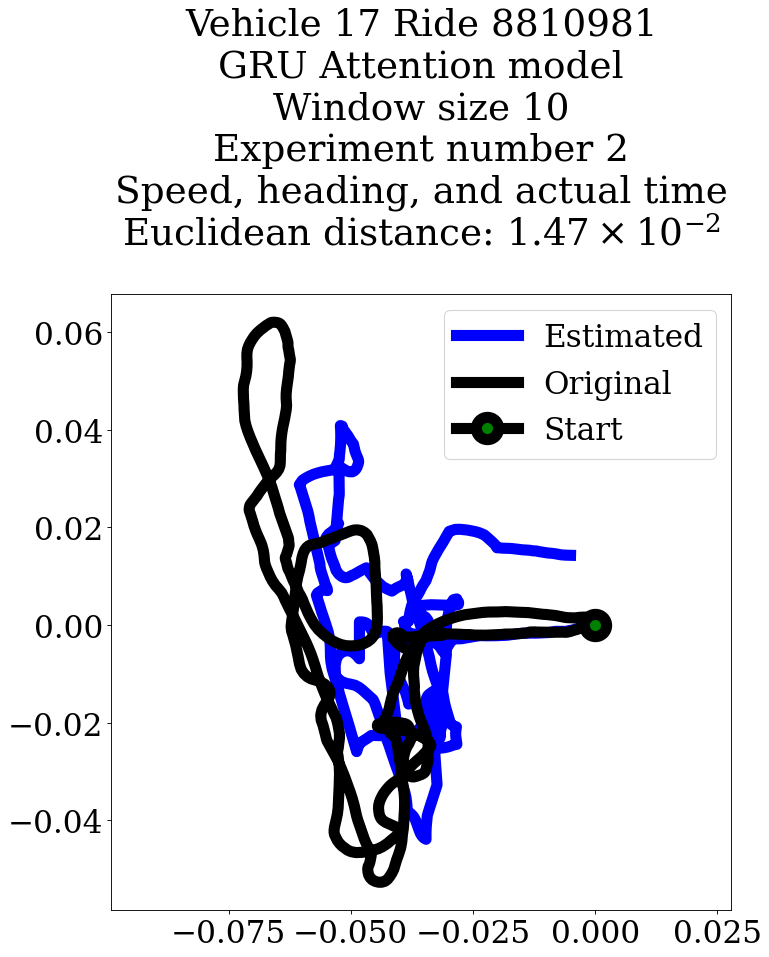 Vehicle 17 Ride 8810981
GRU Attention model
Window size 10
Experiment number 2
Speed, heading, and actual time
Euclidean distance: 1.47 × 10⁻²
Estimated
Original
Start
0.06
0.04
0.02
0.00
−0.02
−0.04
−0.075 −0.050 −0.025 0.000 0.025